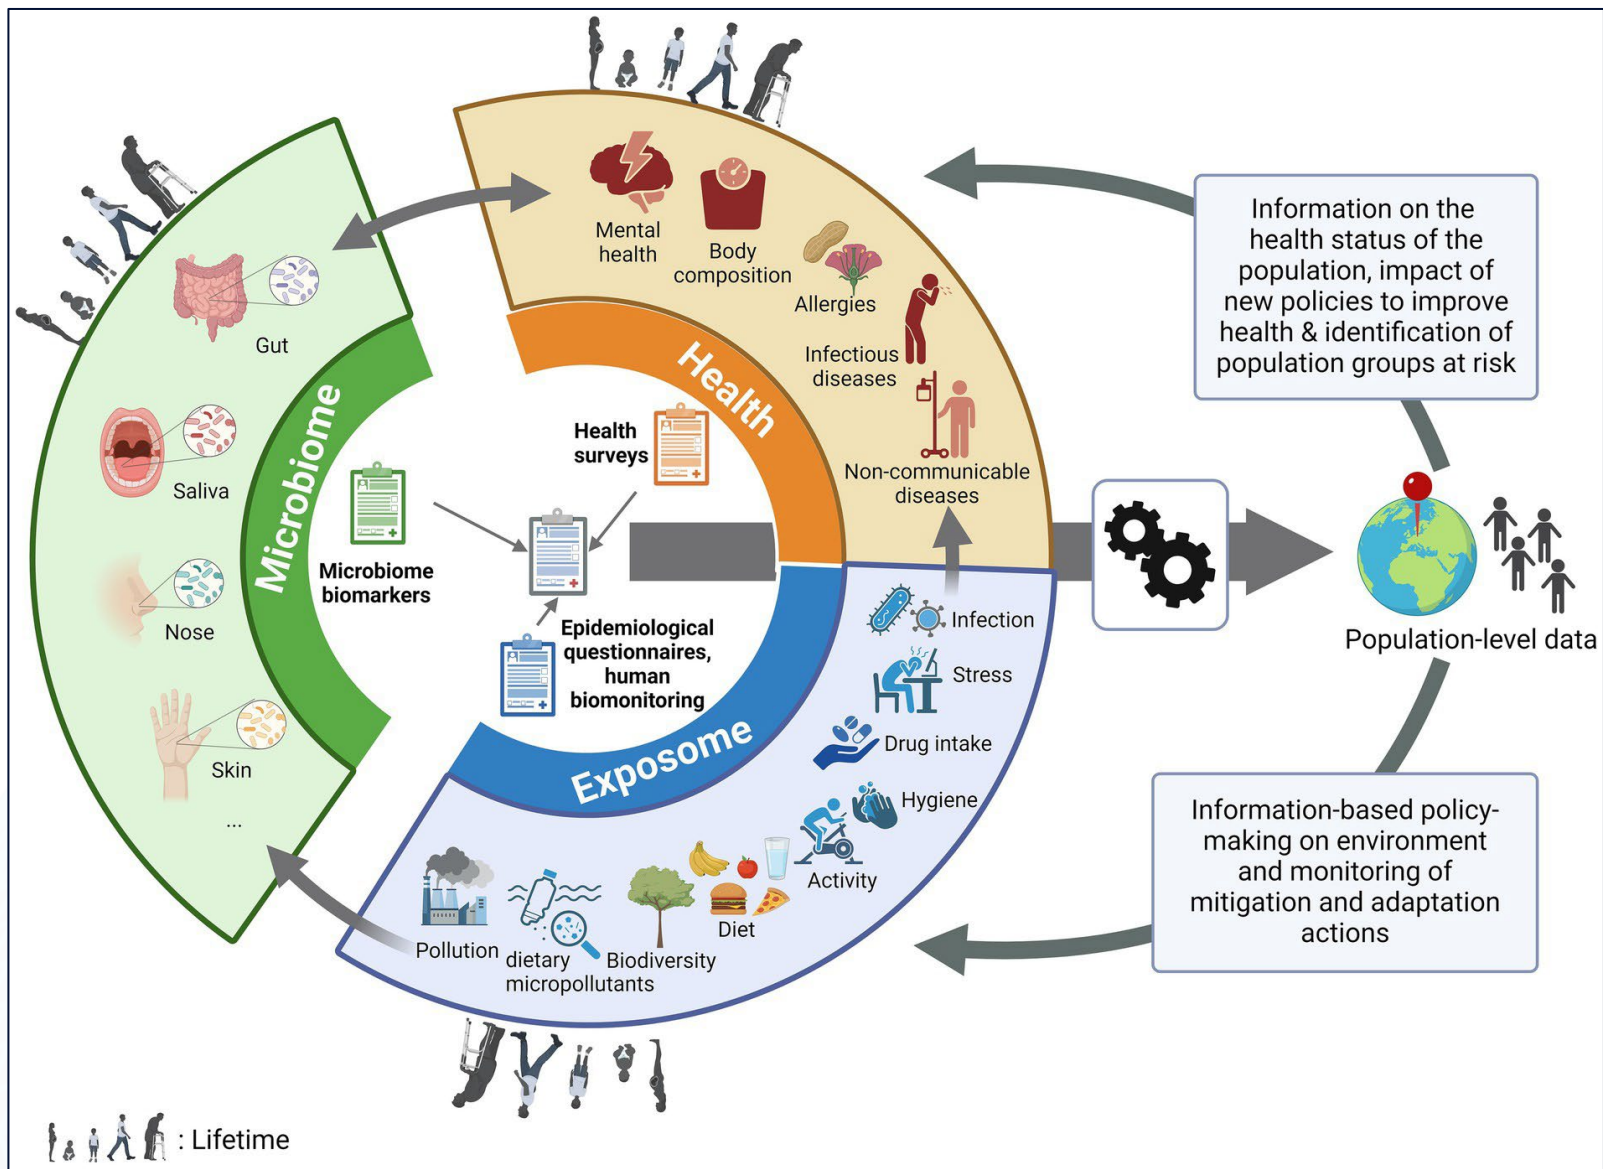 Mental
health
Body
composition
Allergies
Infectious
diseases
Non-communicable
diseases
Health
Gut
Saliva
Nose
Skin
...
Microbiome
Health
surveys
Microbiome
biomarkers
Epidemiological
questionnaires,
human
biomonitoring
Exposome
Infection
Stress
Drug intake
Hygiene
Activity
Diet
Biodiversity
dietary
micropollutants
Pollution
Information on the
health status of the
population, impact of
new policies to improve
health & identification of
population groups at risk
Population-level data
Information-based policy-
making on environment
and monitoring of
mitigation and adaptation
actions
: Lifetime